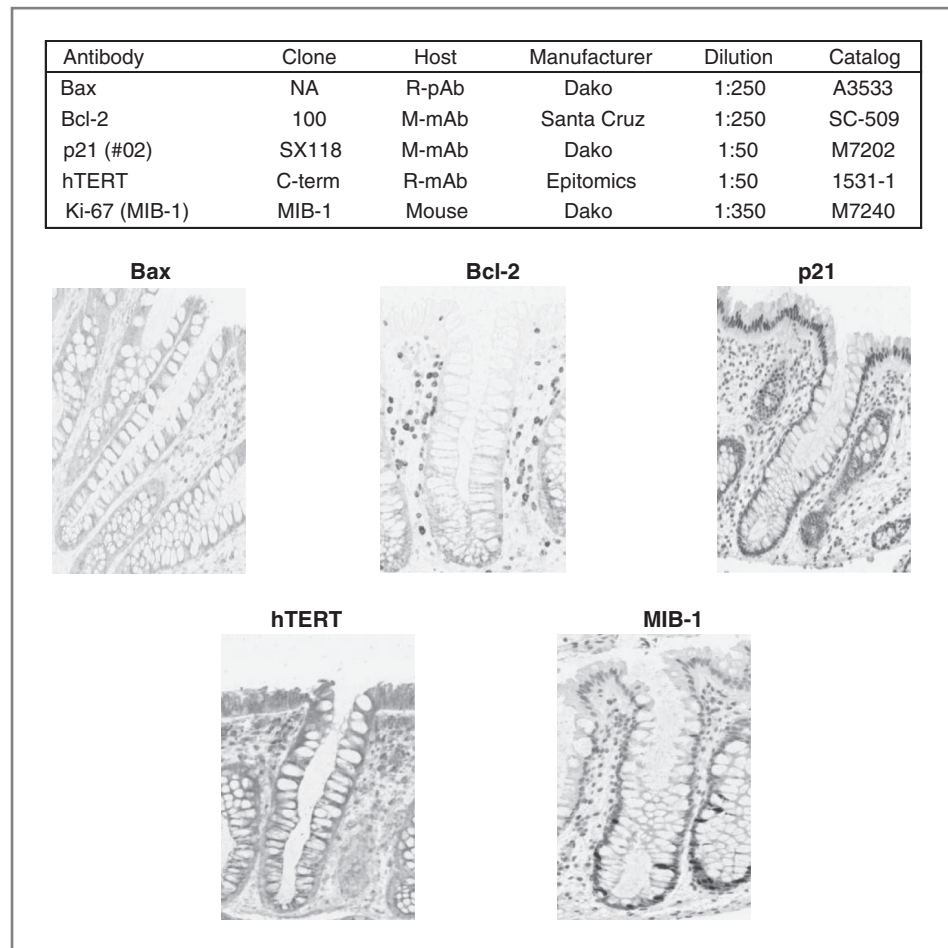 Antibody Clone Host Manufacturer Dilution Catalog
Bax NA R-pAb Dako 1:250 A3533
Bcl-2 100 M-mAb Santa Cruz 1:250 SC-509
p21 (#02) SX118 M-mAb Dako 1:50 M7202
hTERT C-term R-mAb Epitomics 1:50 1531-1
Ki-67 (MIB-1) MIB-1 Mouse Dako 1:350 M7240
Bax Bcl-2 p21
hTERT MIB-1